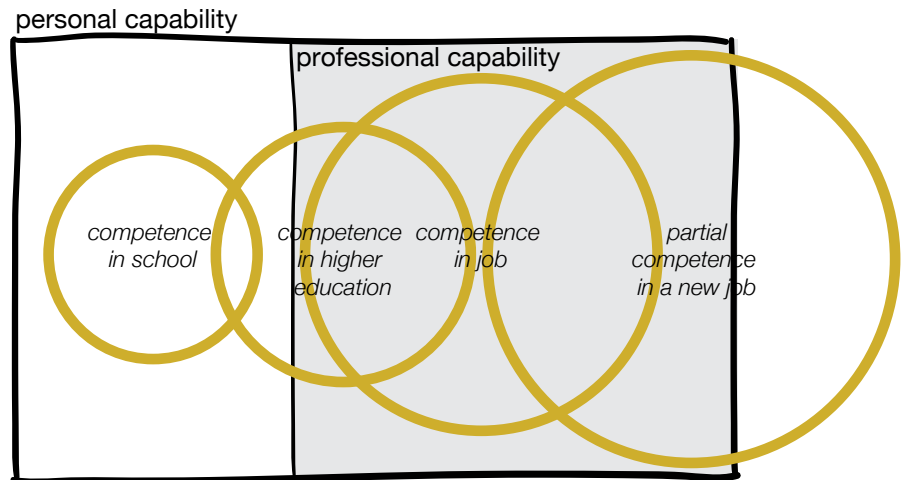 personal capability
professional capability
competence
in school
competence
in higher
education
competence
in job
partial
competence
in a new job